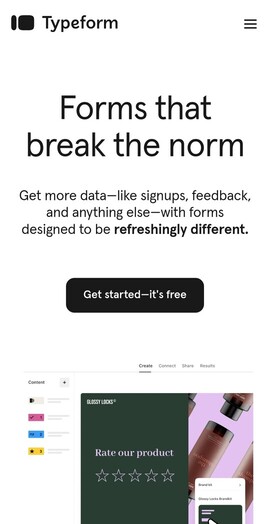 Typeform
Forms that
break the norm
Get more data—like signups, feedback,
and anything else—with forms
designed to be refreshingly different.
Get started—it's free
Create Connect Share Results
Content +
GLOSSY LOCKS
Rate our product
Brand kit
Glossy Locks Brand kit